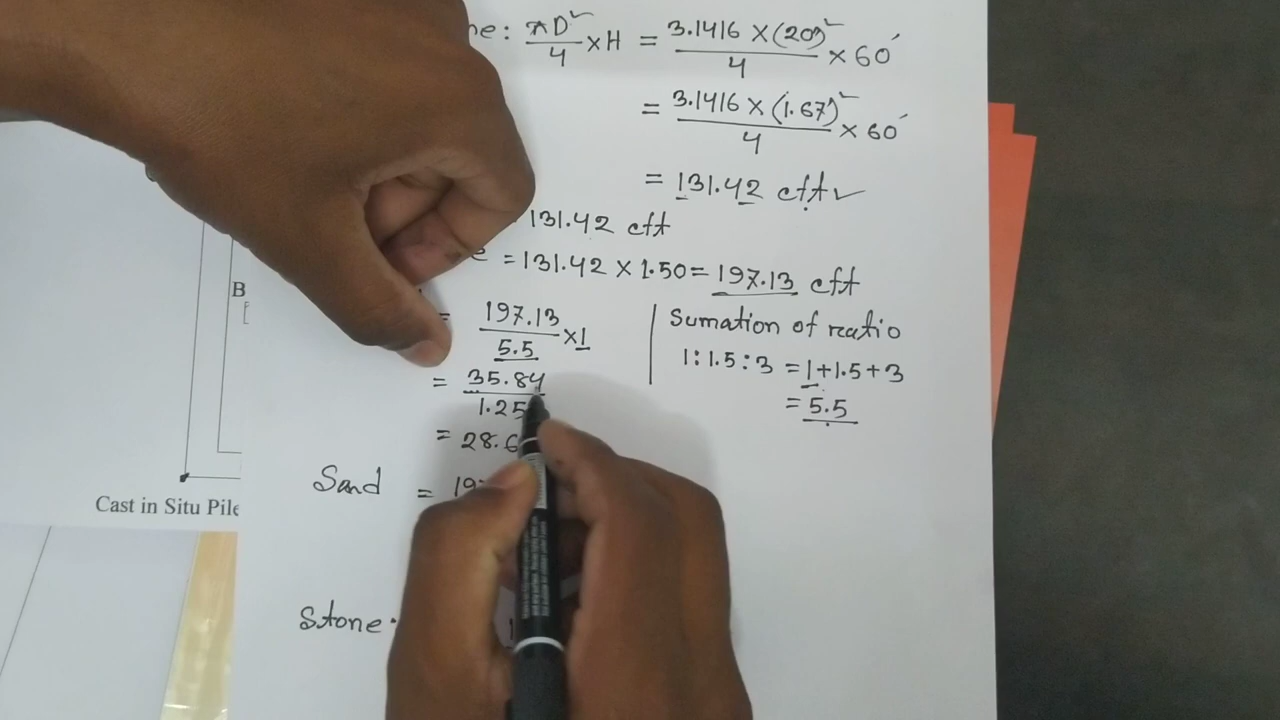 : πD²/4 × H = 3.1416 × (20)²/4 × 60'
= 3.1416 × (1.67)²/4 × 60'
= 131.42 cft ✓
131.42 cft
= 131.42 × 1.50 = 197.13 cft
= 197.13/5.5 × 1
= 35.84/1.25
= 28.6
Sumation of ratio
1:1.5:3 = 1+1.5+3
= 5.5
Sand =
Stone
B
Cast in Situ Pile